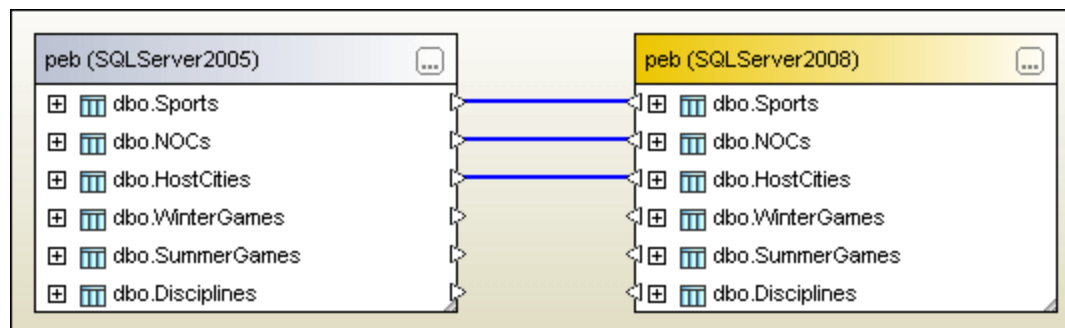 peb (SQLServer2005) ...
dbo.Sports
dbo.NOCs
dbo.HostCities
dbo.WinterGames
dbo.SummerGames
dbo.Disciplines
peb (SQLServer2008) ...
dbo.Sports
dbo.NOCs
dbo.HostCities
dbo.WinterGames
dbo.SummerGames
dbo.Disciplines